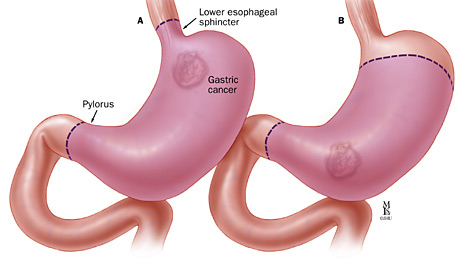 A
Lower esophageal
sphincter
B
Gastric
cancer
Pylorus